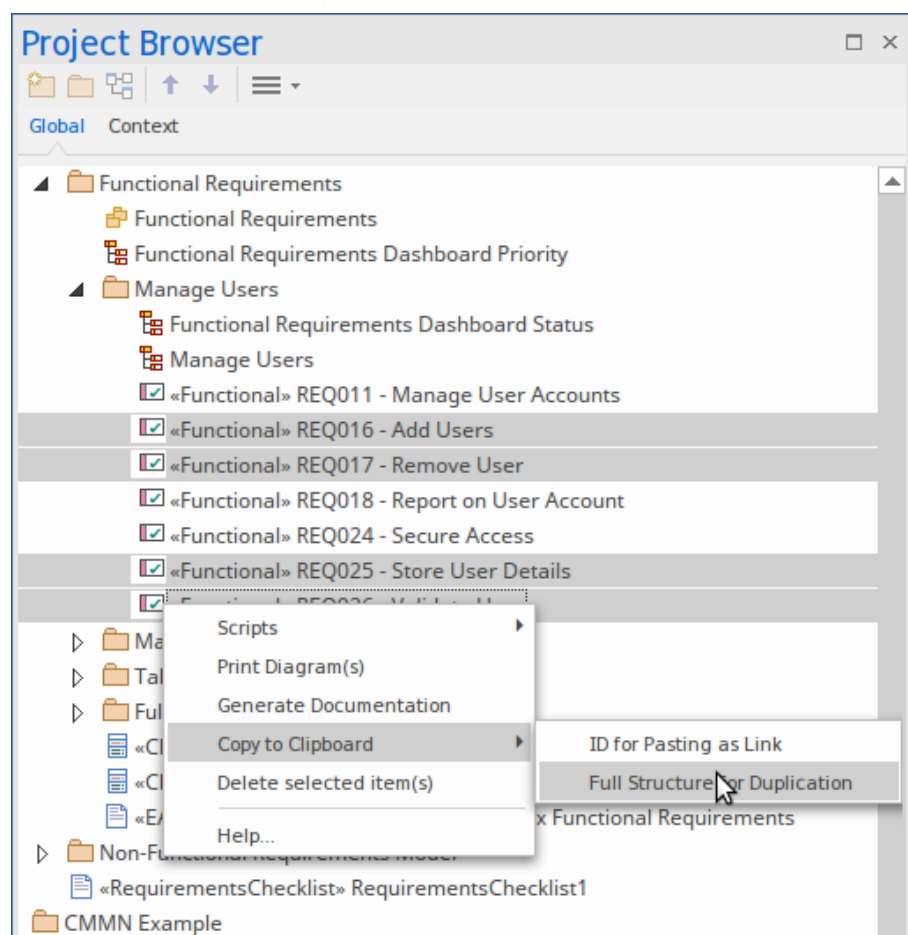 Project Browser
Global Context
Functional Requirements
Functional Requirements
Functional Requirements Dashboard Priority
Manage Users
Functional Requirements Dashboard Status
Manage Users
«Functional» REQ011 - Manage User Accounts
«Functional» REQ016 - Add Users
«Functional» REQ017 - Remove User
«Functional» REQ018 - Report on User Account
«Functional» REQ024 - Secure Access
«Functional» REQ025 - Store User Details
Scripts
Print Diagram(s)
Generate Documentation
Copy to Clipboard
ID for Pasting as Link
Delete selected item(s)
Full Structure for Duplication
Help...
Functional Requirements
«RequirementsChecklist» RequirementsChecklist1
CMMN Example